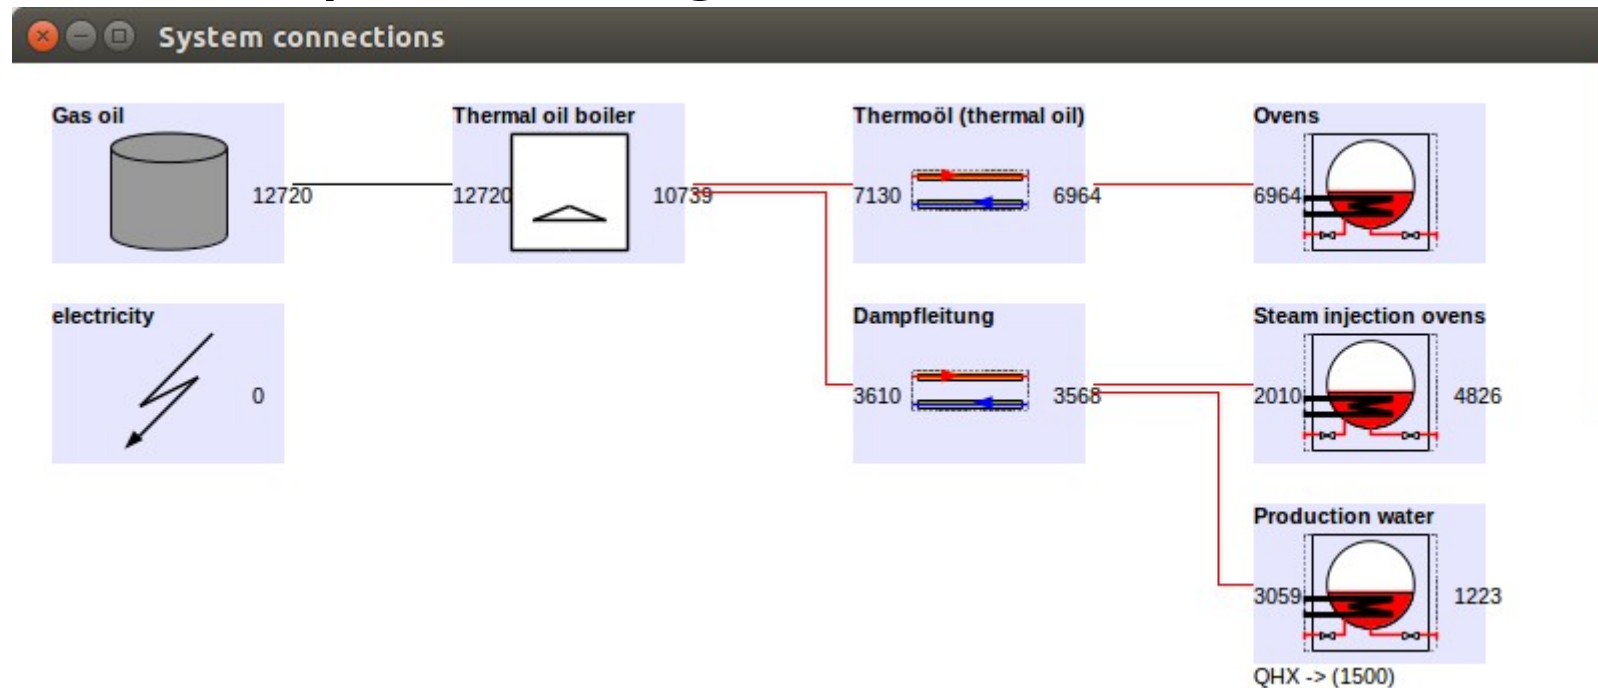 System connections
Gas oil
Thermal oil boiler
Thermoöl (thermal oil)
Ovens
12720
12720
10739
7130
6964
6964
electricity
Dampfleitung
Steam injection ovens
0
3610
3568
2010
4826
Production water
3059
1223
QHX -> (1500)